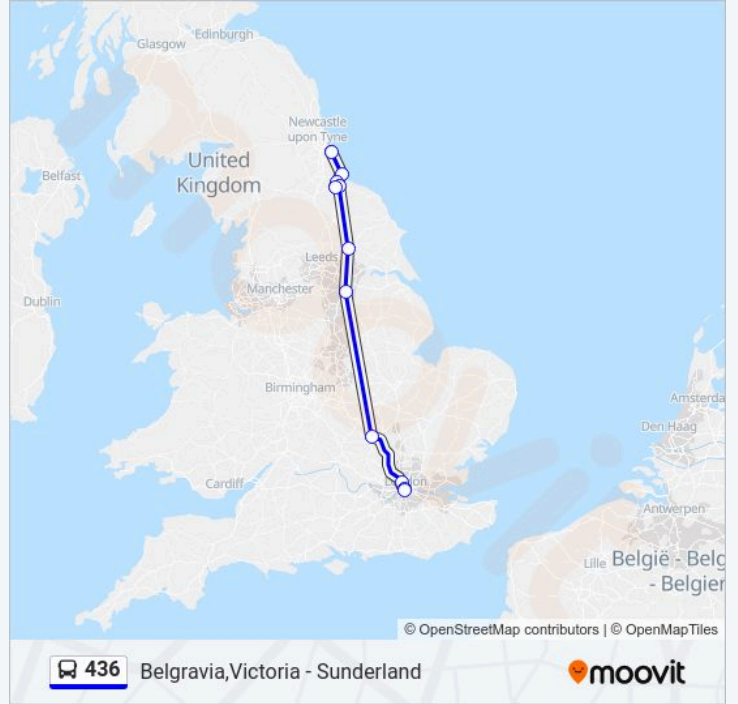 Edinburgh
Glasgow
Newcastle
upon Tyne
United
Kingdom
Belfast
Leeds
Manchester
Dublin
Birmingham
Amsterda
Den Haag
Cardiff
London
Antwerpen
Lille
België - Belg
- Belgien
© OpenStreetMap contributors | © OpenMapTiles
436
Belgravia,Victoria - Sunderland
moovit